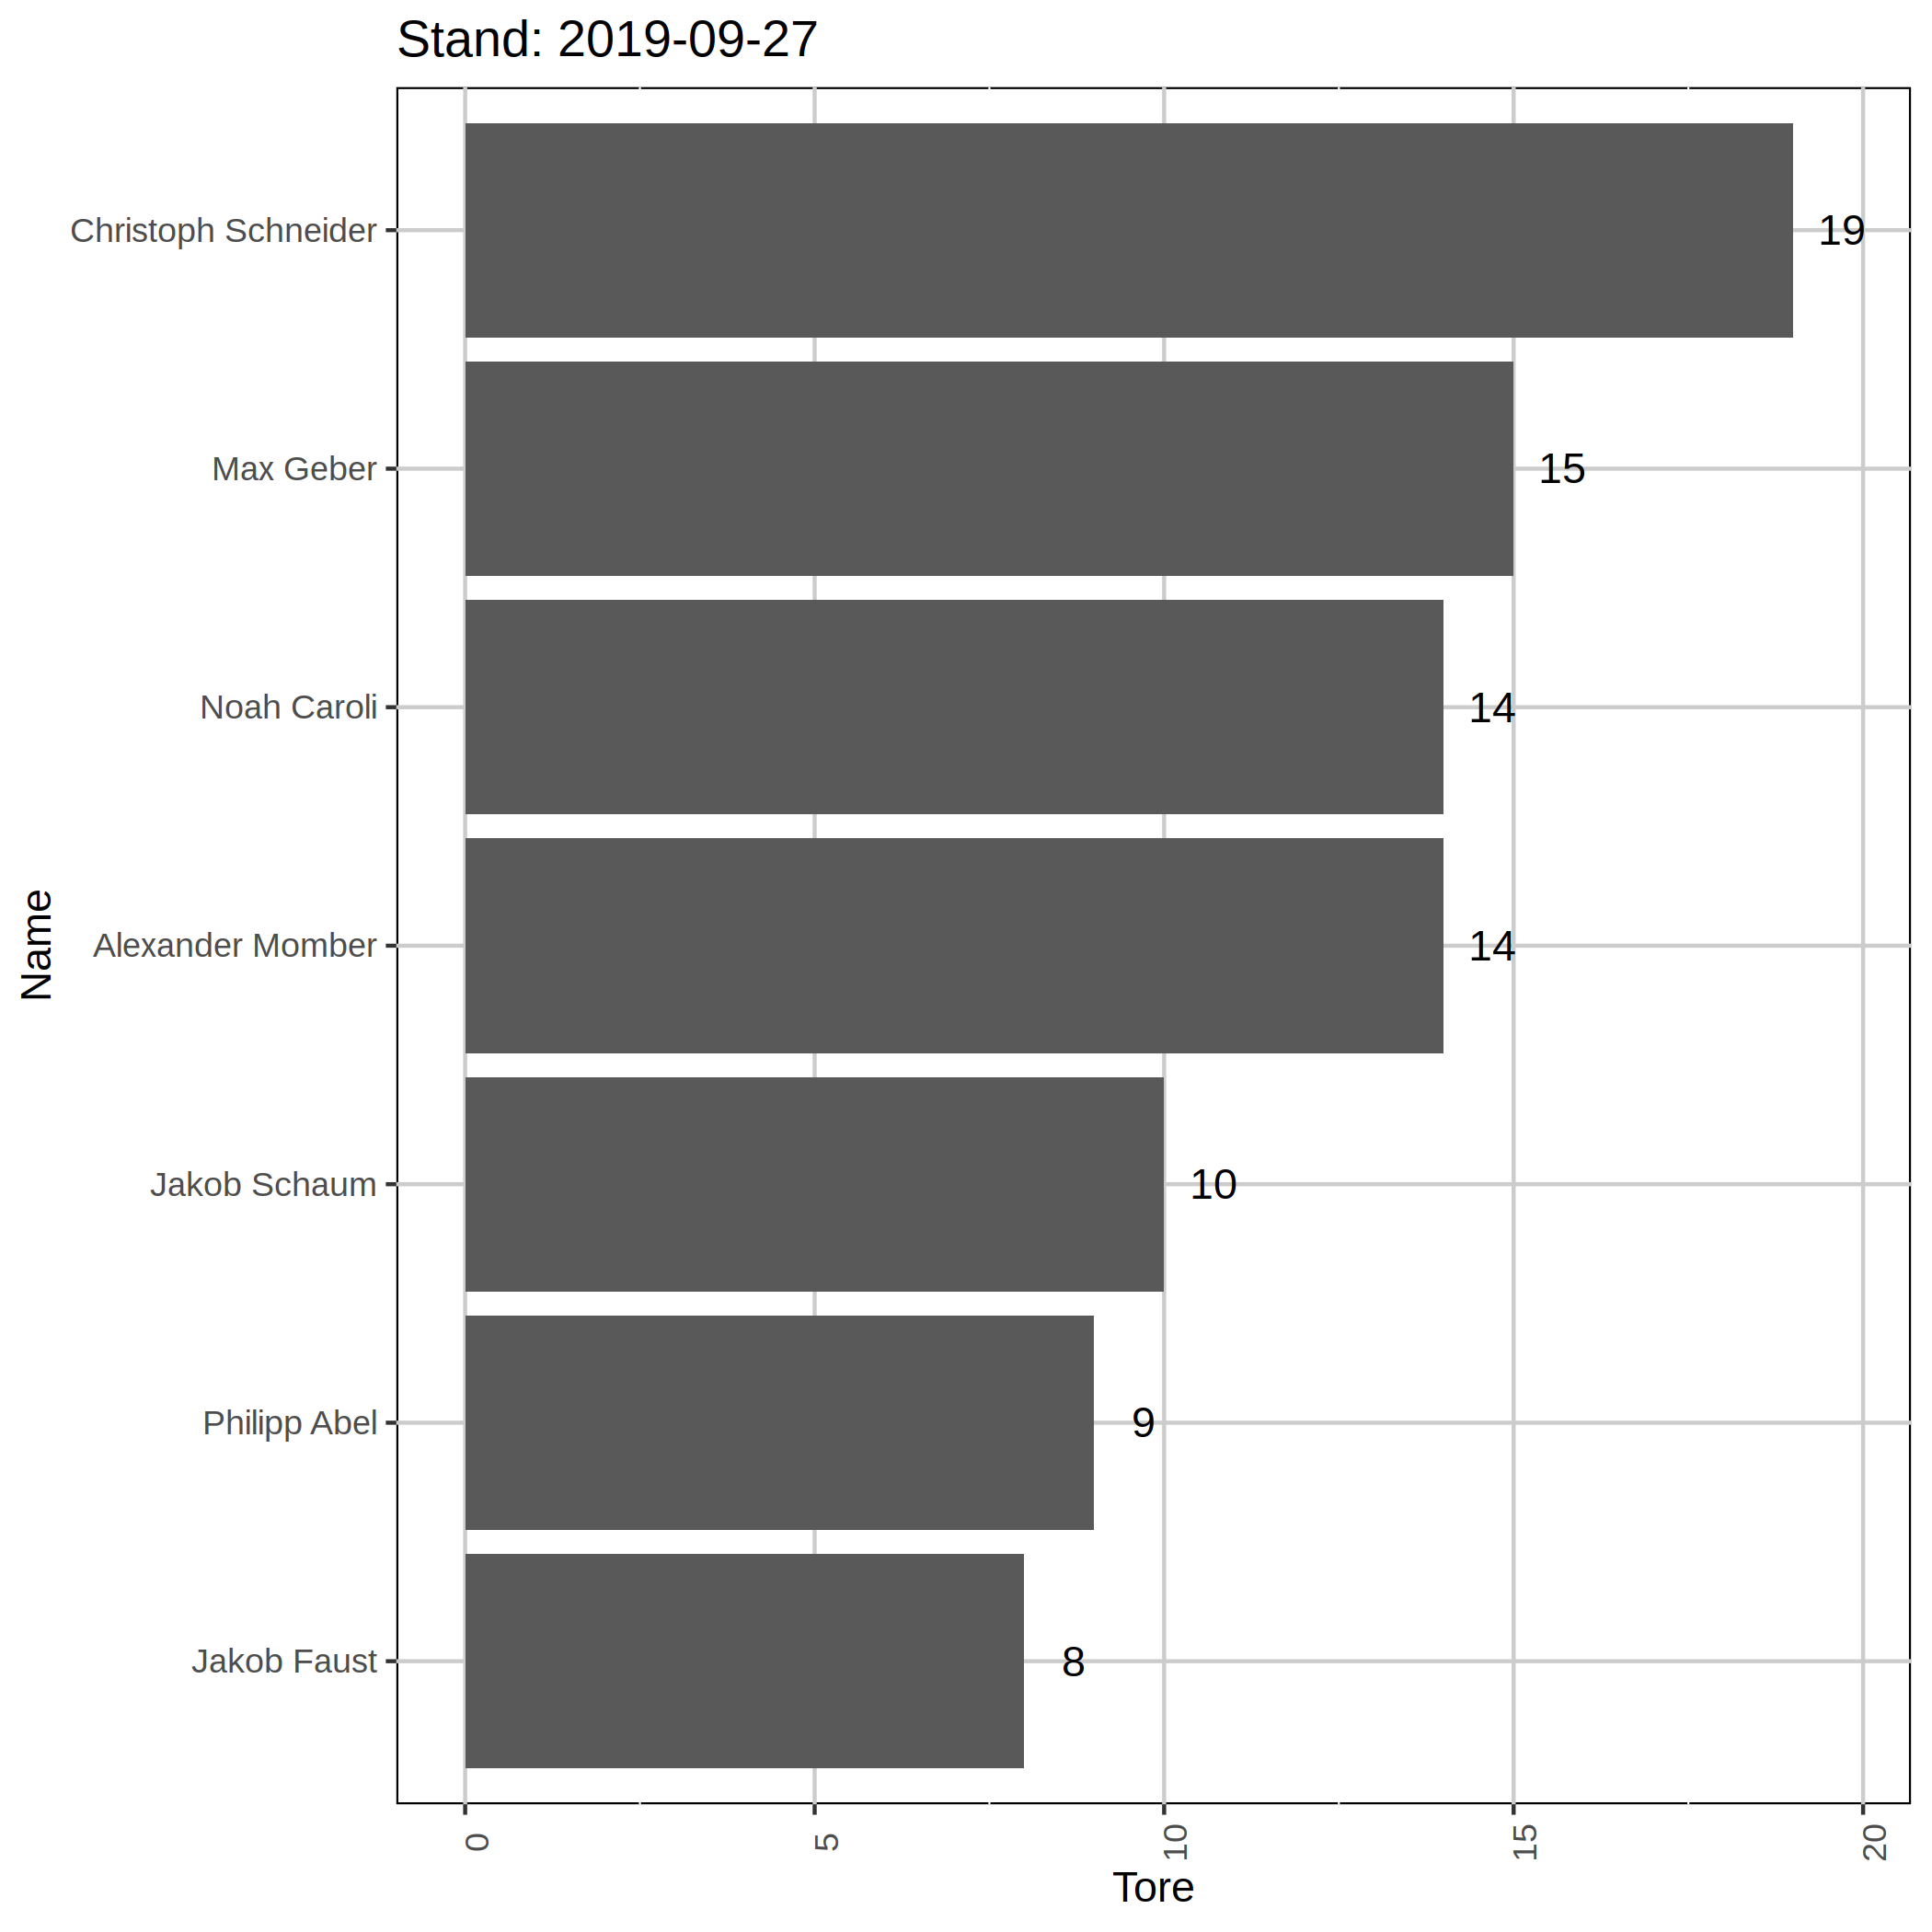 Stand: 2019-09-27
Name
Christoph Schneider 19
Max Geber 15
Noah Caroli 14
Alexander Momber 14
Jakob Schaum 10
Philipp Abel 9
Jakob Faust 8
0 5 10 15 20
Tore